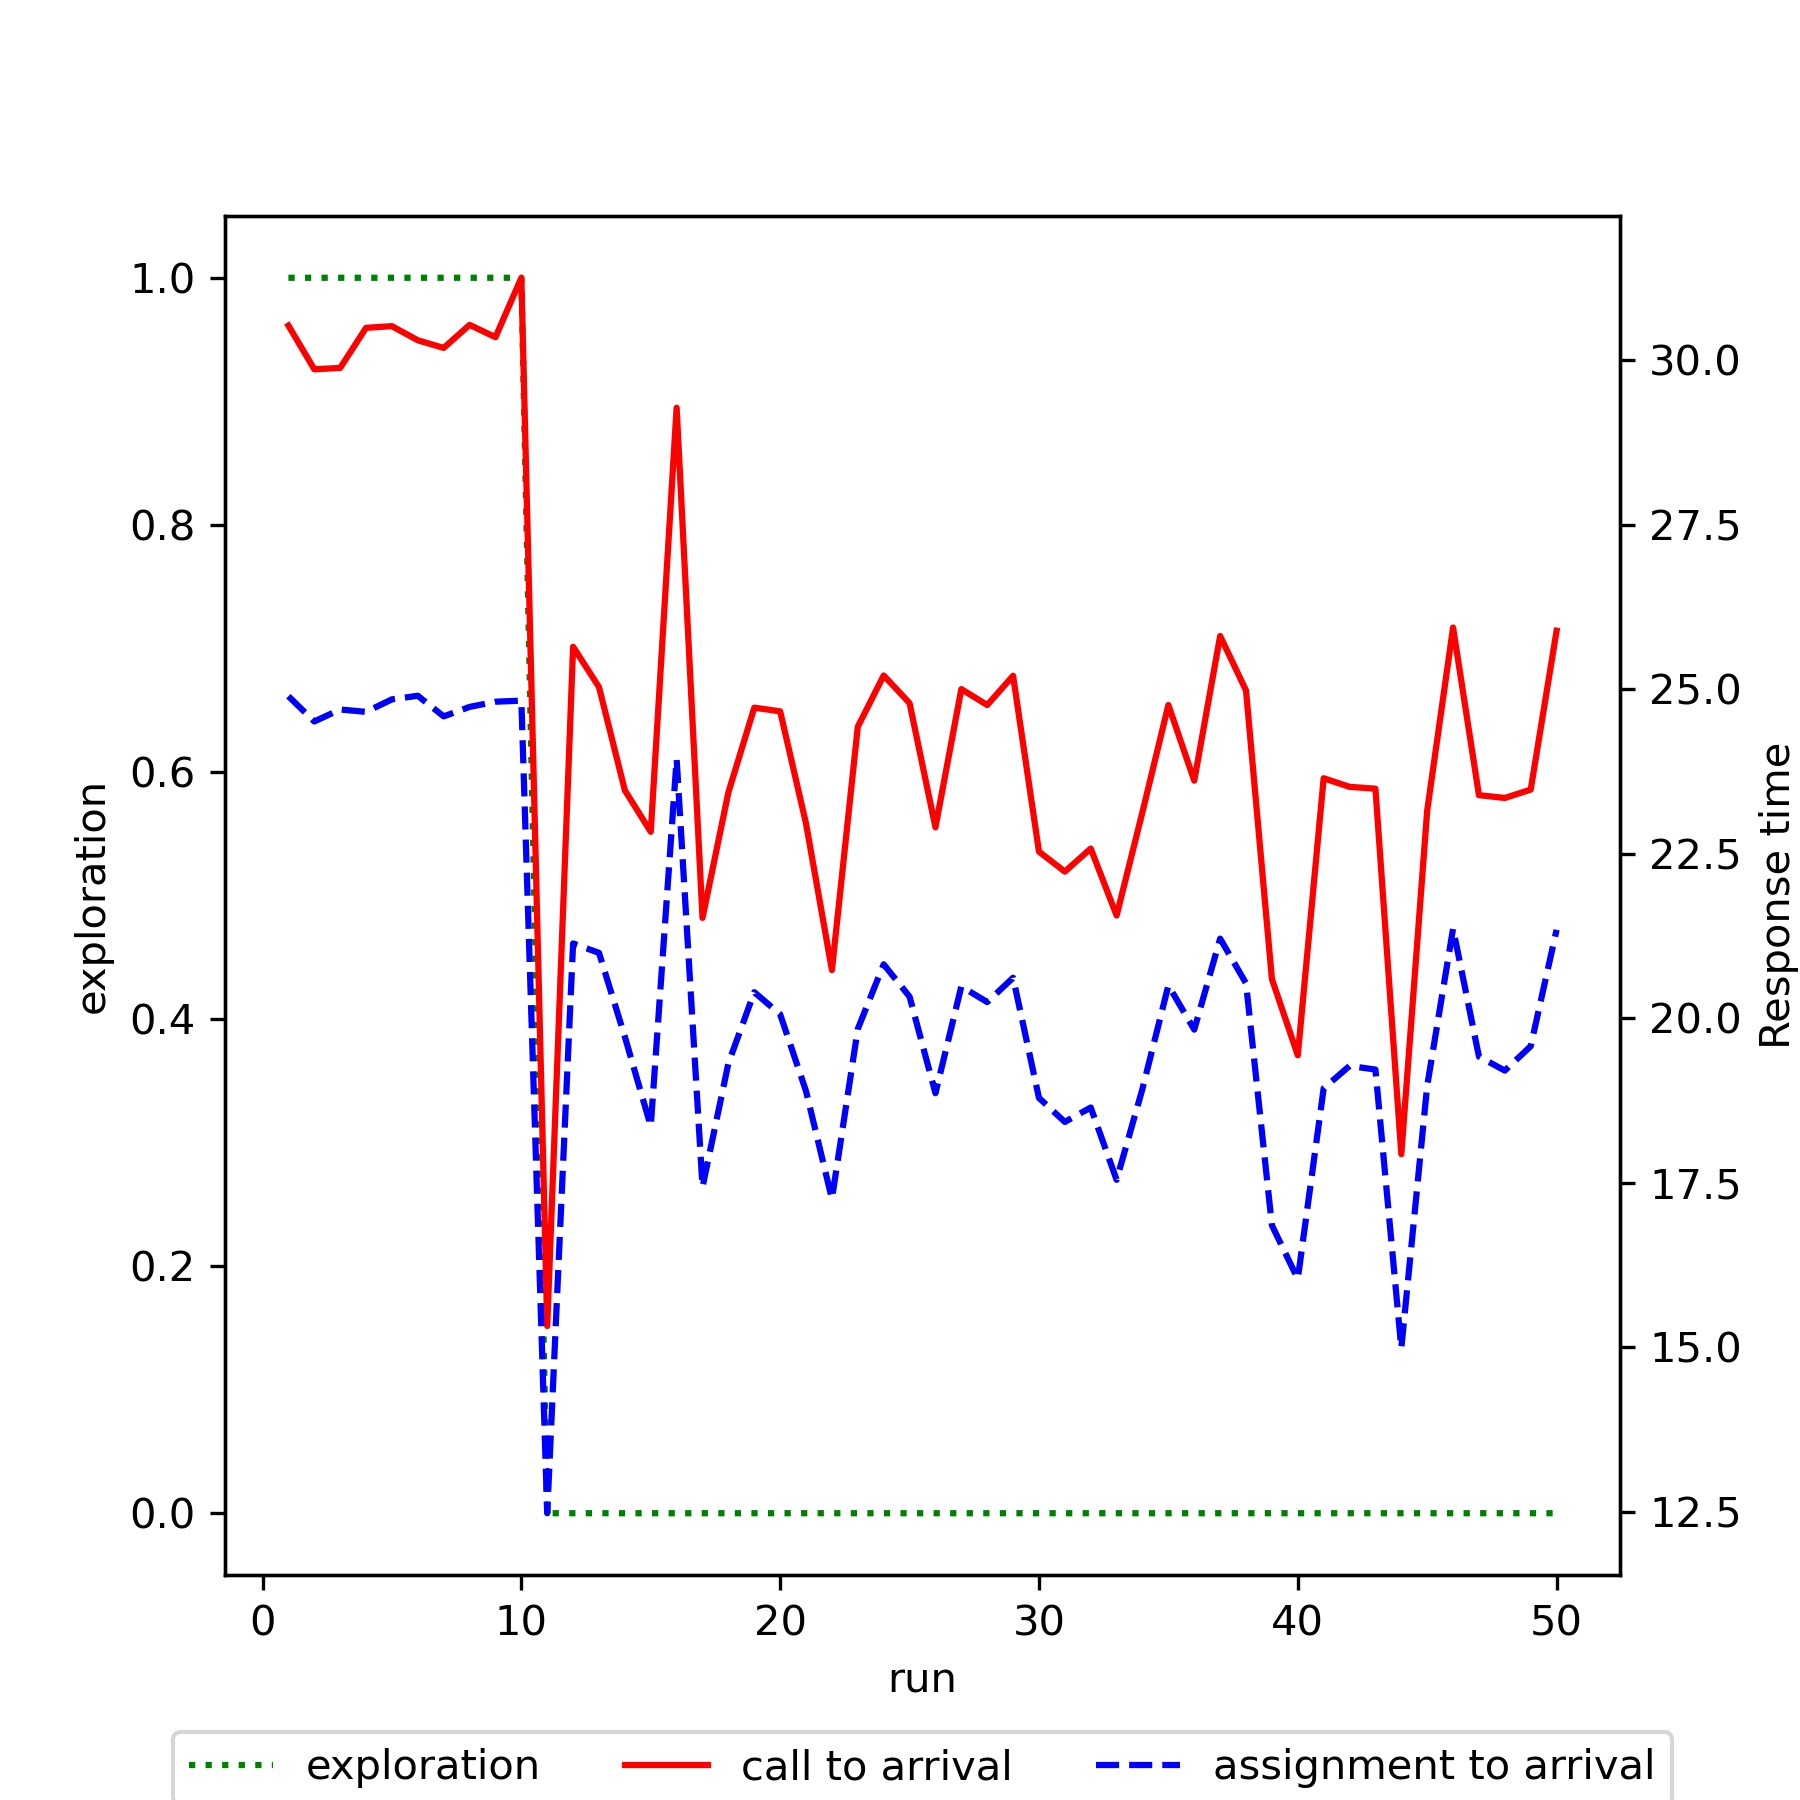 1.0
0.8
0.6
0.4
0.2
0.0
exploration
30.0
27.5
25.0
22.5
20.0
17.5
15.0
12.5
Response time
0 10 20 30 40 50
run
exploration call to arrival assignment to arrival